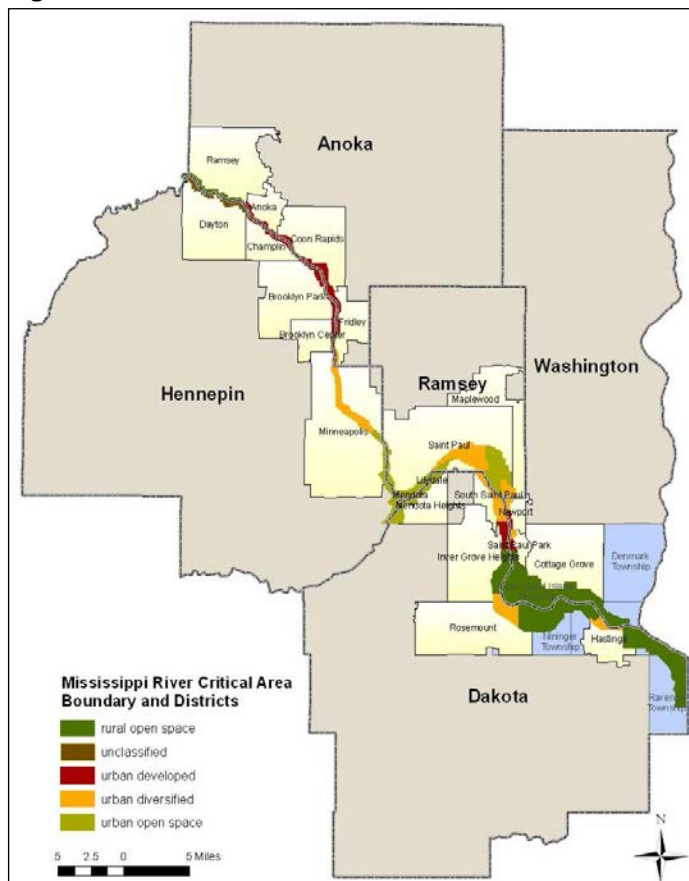 Anoka
Ramsey
Anoka
Dayton
Champlin
Coon Rapids
Brooklyn Park
Fridley
Brooklyn Center
Washington
Hennepin
Ramsey
Maplewood
Minneapolis
Saint Paul
Lilydale
Mendota
South Saint Paul
Mendota Heights
Newport
Saint Paul Park
Inver Grove Heights
Denmark
Township
Cottage Grove
Rosemount
Nininger
Township
Hastings
Dakota
Township
Mississippi River Critical Area
Boundary and Districts
rural open space
unclassified
urban developed
urban diversified
urban open space
N
5 2.5 0 5 Miles